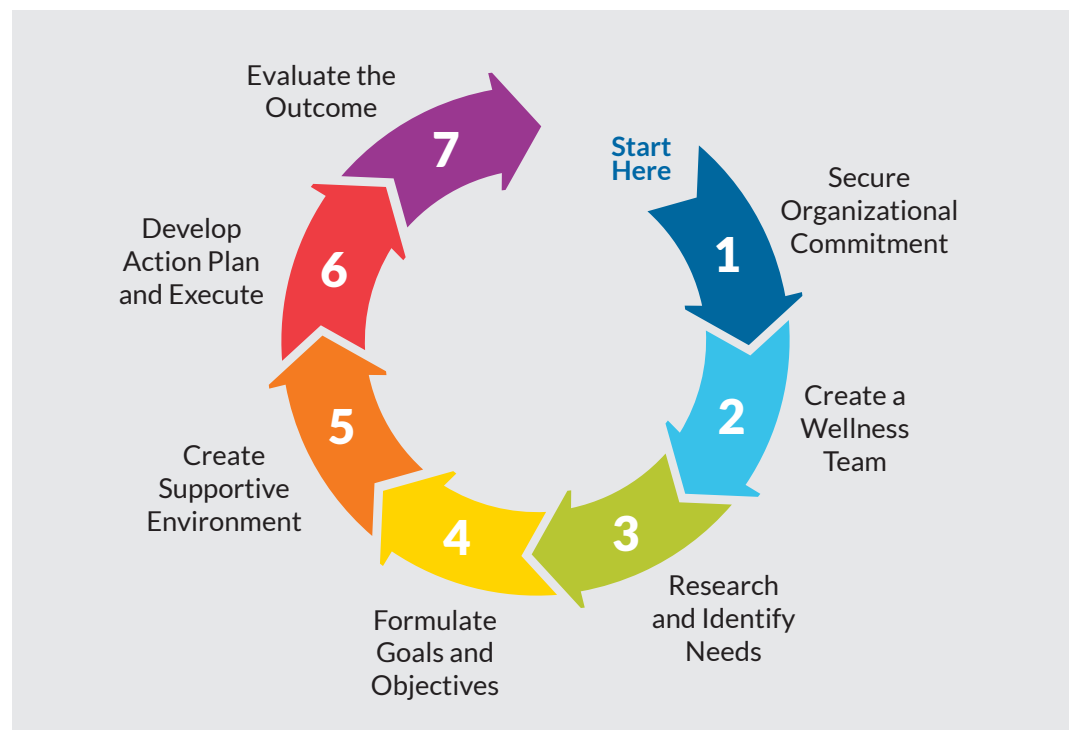 Start
Here
1
Secure
Organizational
Commitment
2
Create a
Wellness
Team
3
Research
and Identify
Needs
4
Formulate
Goals and
Objectives
5
Create
Supportive
Environment
6
Develop
Action Plan
and Execute
7
Evaluate the
Outcome